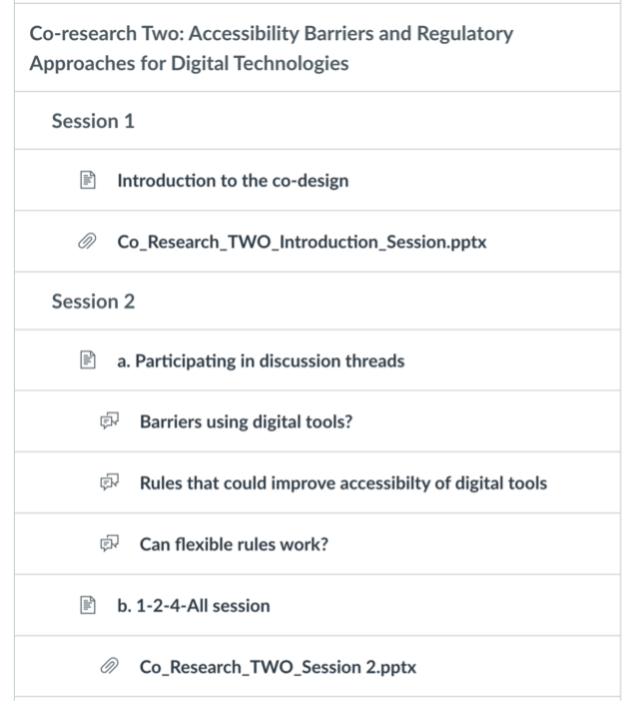 Co-research Two: Accessibility Barriers and Regulatory
Approaches for Digital Technologies
Session 1
Introduction to the co-design
Co_Research_TWO_Introduction_Session.pptx
Session 2
a. Participating in discussion threads
Barriers using digital tools?
Rules that could improve accessibilty of digital tools
Can flexible rules work?
b. 1-2-4-All session
Co_Research_TWO_Session 2.pptx